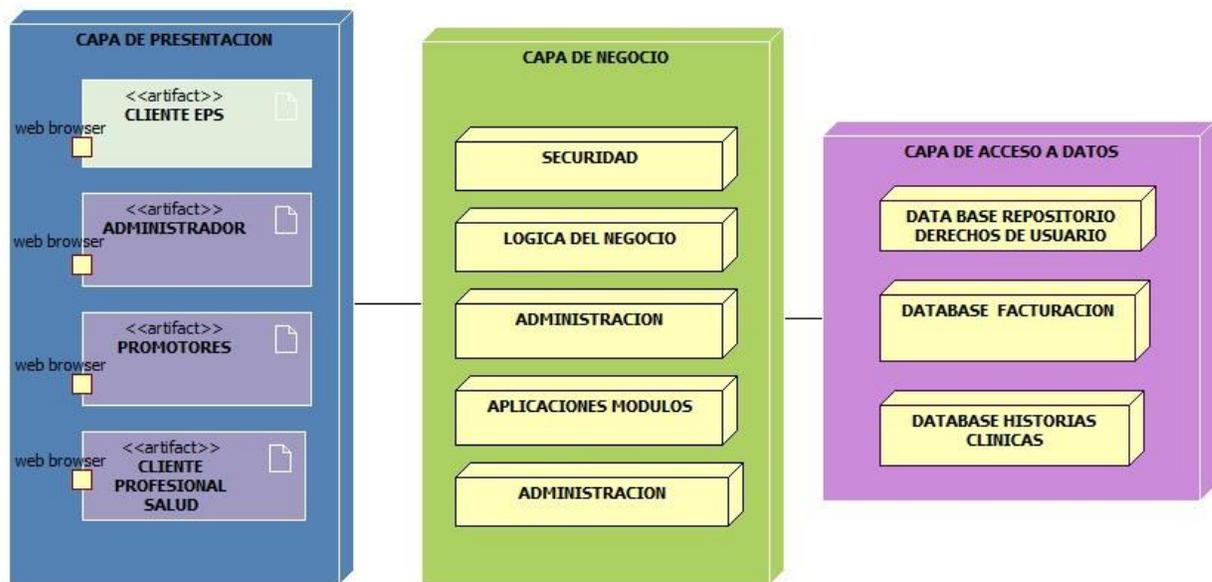 CAPA DE PRESENTACION
<<artifact>>
CLIENTE EPS
web browser
<<artifact>>
ADMINISTRADOR
web browser
<<artifact>>
PROMOTORES
web browser
<<artifact>>
CLIENTE
PROFESIONAL
SALUD
web browser
CAPA DE NEGOCIO
SECURIDAD
LOGICA DEL NEGOCIO
ADMINISTRACION
APLICACIONES MODULOS
ADMINISTRACION
CAPA DE ACCESO A DATOS
DATA BASE REPOSITORIO
DERECHOS DE USUARIO
DATABASE FACTURACION
DATABASE HISTORIAS
CLINICAS